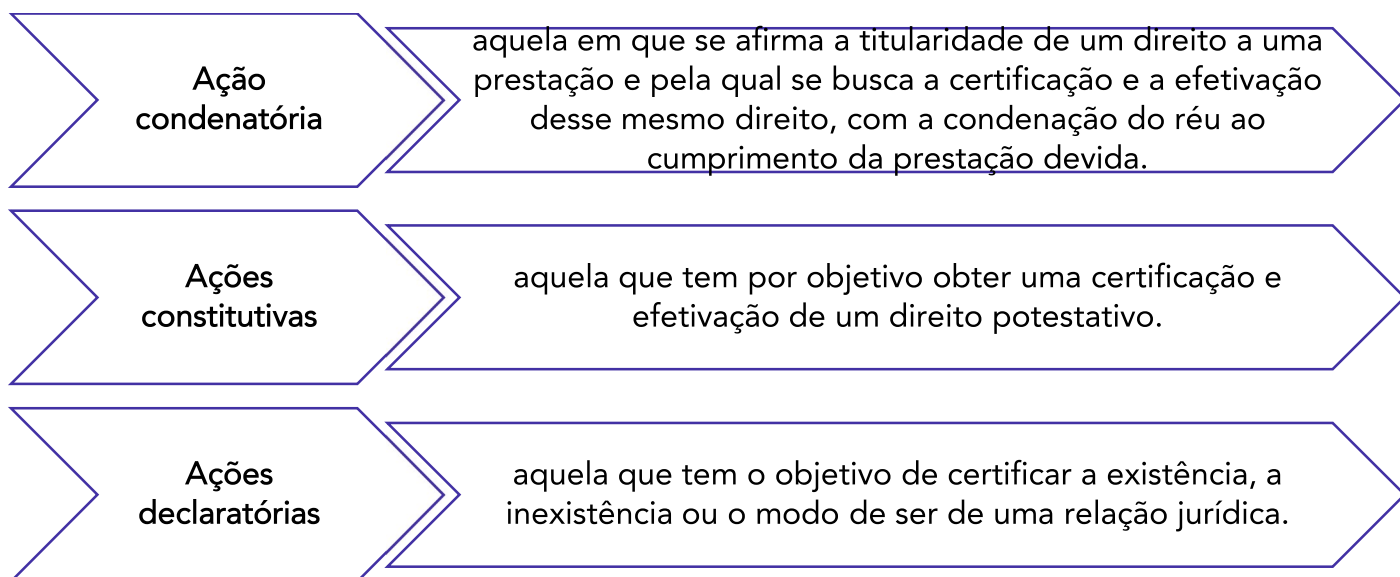 Ação
condenatória
aquela em que se afirma a titularidade de um direito a uma
prestação e pela qual se busca a certificação e a efetivação
desse mesmo direito, com a condenação do réu ao
cumprimento da prestação devida.
Ações
constitutivas
aquela que tem por objetivo obter uma certificação e
efetivação de um direito potestativo.
Ações
declaratórias
aquela que tem o objetivo de certificar a existência, a
inexistência ou o modo de ser de uma relação jurídica.